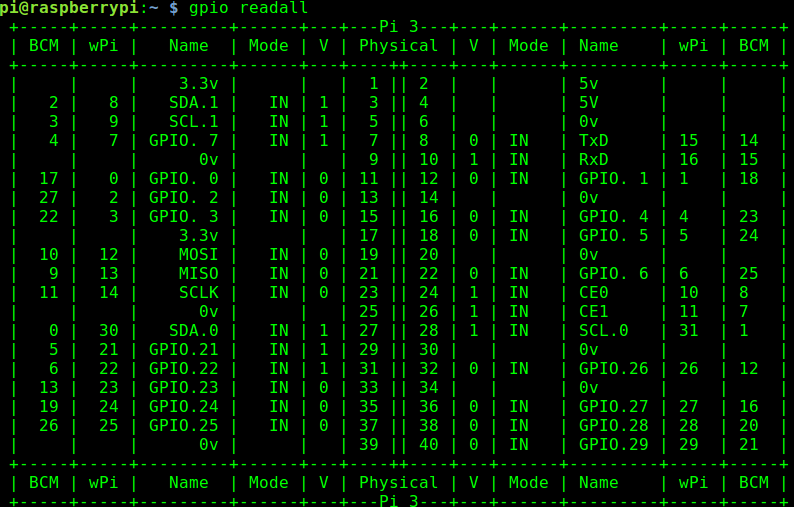 pi@raspberrypi:~ $ gpio readall
+-----+-----+---------+------+---+---Pi 3---+---+------+---------+-----+-----+
| BCM | wPi |   Name  | Mode | V | Physical | V | Mode | Name    | wPi | BCM |
+-----+-----+---------+------+---+----++----+---+------+---------+-----+-----+
|     |     |    3.3v |      |   |  1 || 2  |   |      | 5v      |     |     |
|   2 |   8 |   SDA.1 |   IN | 1 |  3 || 4  |   |      | 5V      |     |     |
|   3 |   9 |   SCL.1 |   IN | 1 |  5 || 6  |   |      | 0v      |     |     |
|   4 |   7 | GPIO. 7 |   IN | 1 |  7 || 8  | 0 | IN   | TxD     | 15  | 14  |
|     |     |      0v |      |   |  9 || 10 | 1 | IN   | RxD     | 16  | 15  |
|  17 |   0 | GPIO. 0 |   IN | 0 | 11 || 12 | 0 | IN   | GPIO. 1 | 1   | 18  |
|  27 |   2 | GPIO. 2 |   IN | 0 | 13 || 14 |   |      | 0v      |     |     |
|  22 |   3 | GPIO. 3 |   IN | 0 | 15 || 16 | 0 | IN   | GPIO. 4 | 4   | 23  |
|     |     |    3.3v |      |   | 17 || 18 | 0 | IN   | GPIO. 5 | 5   | 24  |
|  10 |  12 |    MOSI |   IN | 0 | 19 || 20 |   |      | 0v      |     |     |
|   9 |  13 |    MISO |   IN | 0 | 21 || 22 | 0 | IN   | GPIO. 6 | 6   | 25  |
|  11 |  14 |    SCLK |   IN | 0 | 23 || 24 | 1 | IN   | CE0     | 10  | 8   |
|     |     |      0v |      |   | 25 || 26 | 1 | IN   | CE1     | 11  | 7   |
|   0 |  30 |   SDA.0 |   IN | 1 | 27 || 28 | 1 | IN   | SCL.0   | 31  | 1   |
|   5 |  21 | GPIO.21 |   IN | 1 | 29 || 30 |   |      | 0v      |     |     |
|   6 |  22 | GPIO.22 |   IN | 1 | 31 || 32 | 0 | IN   | GPIO.26 | 26  | 12  |
|  13 |  23 | GPIO.23 |   IN | 0 | 33 || 34 |   |      | 0v      |     |     |
|  19 |  24 | GPIO.24 |   IN | 0 | 35 || 36 | 0 | IN   | GPIO.27 | 27  | 16  |
|  26 |  25 | GPIO.25 |   IN | 0 | 37 || 38 | 0 | IN   | GPIO.28 | 28  | 20  |
|     |     |      0v |      |   | 39 || 40 | 0 | IN   | GPIO.29 | 29  | 21  |
+-----+-----+---------+------+---+----++----+---+------+---------+-----+-----+
| BCM | wPi |   Name  | Mode | V | Physical | V | Mode | Name    | wPi | BCM |
+-----+-----+---------+------+---+---Pi 3---+---+------+---------+-----+-----+